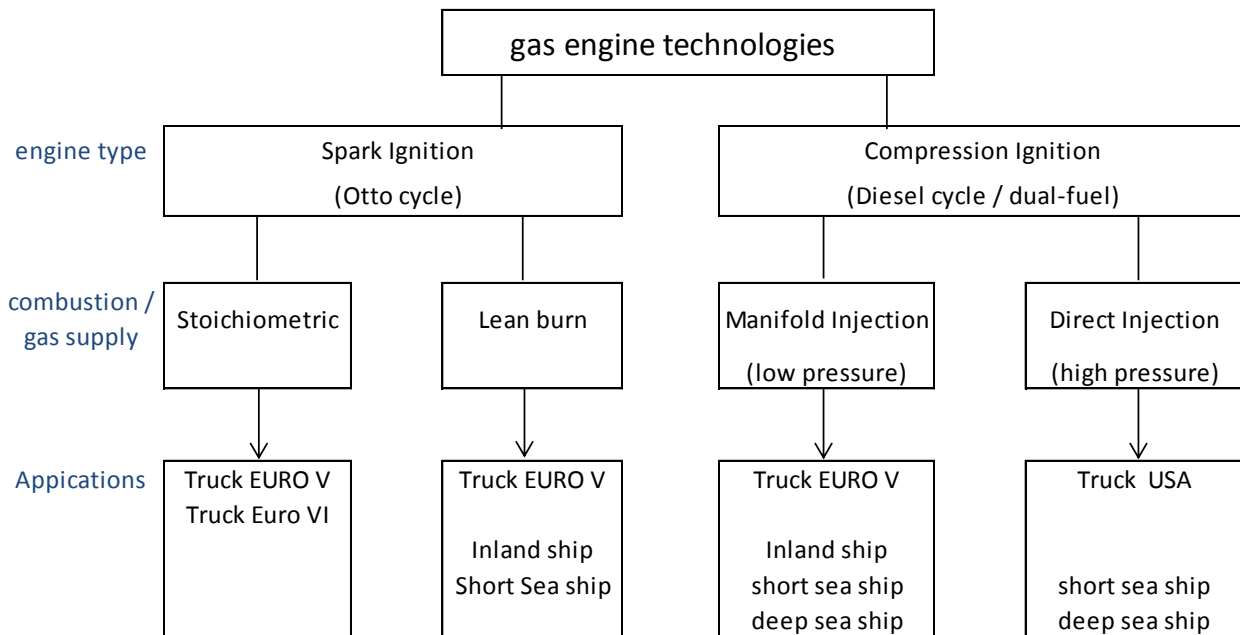 gas engine technologies
engine type
Spark Ignition
(Otto cycle)
Compression Ignition
(Diesel cycle / dual-fuel)
combustion /
gas supply
Stoichiometric
Lean burn
Manifold Injection
(low pressure)
Direct Injection
(high pressure)
Appications
Truck EURO V
Truck Euro VI
Truck EURO V
Inland ship
Short Sea ship
Truck EURO V
Inland ship
short sea ship
deep sea ship
Truck USA
short sea ship
deep sea ship